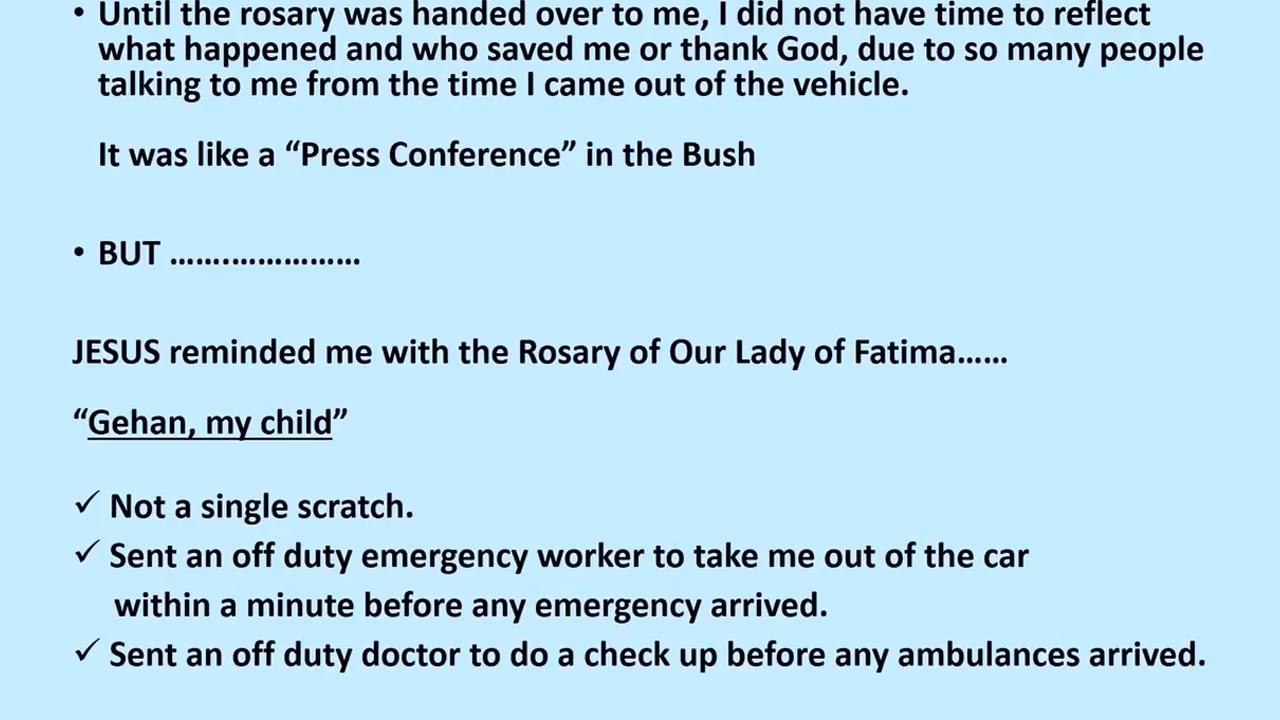 • Until the rosary was handed over to me, I did not have time to reflect
what happened and who saved me or thank God, due to so many people
talking to me from the time I came out of the vehicle.
It was like a “Press Conference” in the Bush
• BUT …….……………
JESUS reminded me with the Rosary of Our Lady of Fatima……
“Gehan, my child”
✓ Not a single scratch.
✓ Sent an off duty emergency worker to take me out of the car
within a minute before any emergency arrived.
✓ Sent an off duty doctor to do a check up before any ambulances arrived.